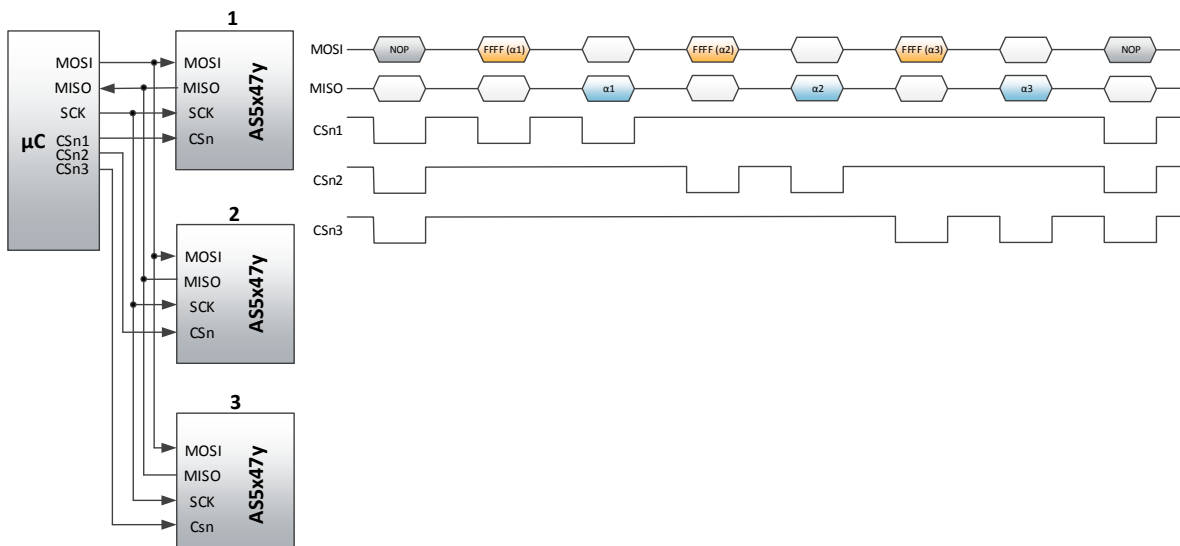 1
MOSI
MISO
SCK
CSn1
CSn2
CSn3
µC
MOSI
MISO
SCK
CSn
AS5x47y
2
MOSI
MISO
SCK
CSn
AS5x47y
3
MOSI
MISO
SCK
Csn
AS5x47y
MOSI NOP FFFF (α1) FFFF (α2) FFFF (α3) NOP
MISO α1 α2 α3
CSn1
CSn2
CSn3